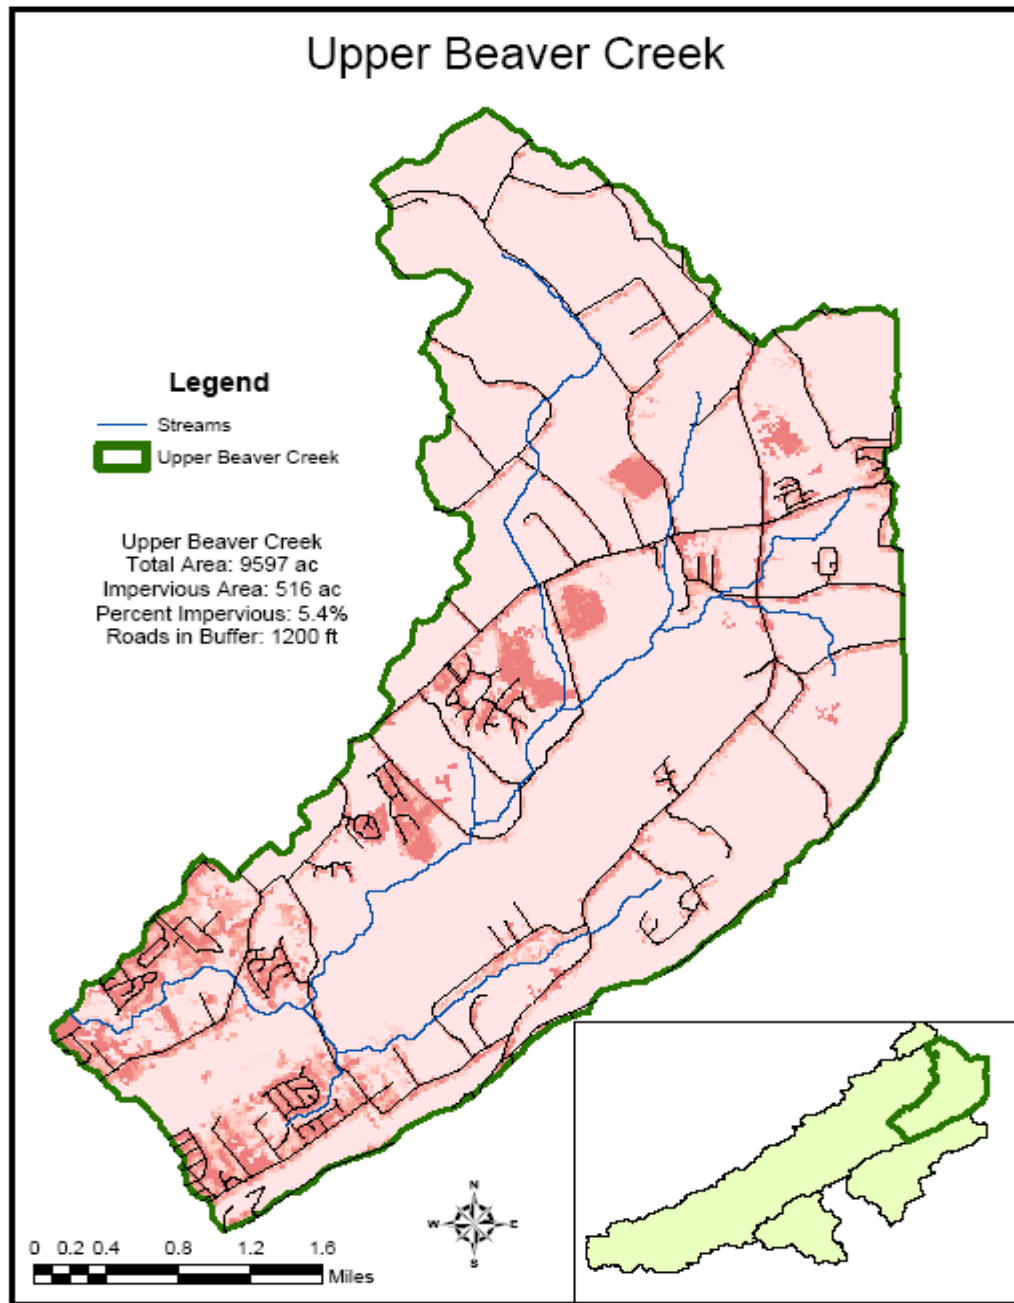 Upper Beaver Creek
Legend
Streams
Upper Beaver Creek
Upper Beaver Creek
Total Area: 9597 ac
Impervious Area: 516 ac
Percent Impervious: 5.4%
Roads in Buffer: 1200 ft
N
W E
S
0 0.2 0.4 0.8 1.2 1.6
Miles